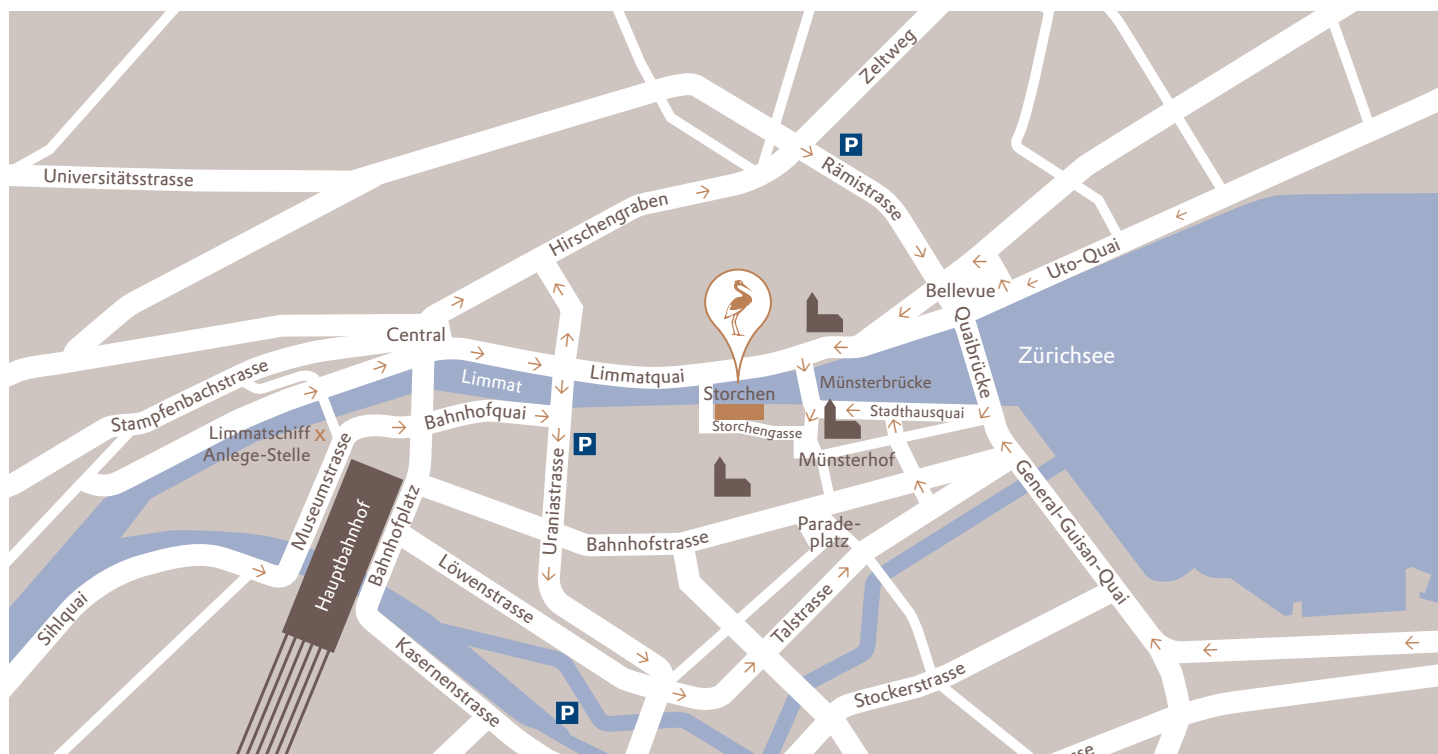 Zeltweg
P
Rämistrasse
Universitätsstrasse
Hirschengraben
Uto-Quai
Bellevue
Central
Quaibrücke
Zürichsee
Limmatquai
Limmat
Münsterbrücke
Storchen
Stampfenbachstrasse
Bahnhofquai
Stadthausquai
Limmatschiff x
Anlege-Stelle
Storchengasse
P
Münsterhof
Museumstrasse
Uraniastrasse
General-Guisan-Quai
Hauptbahnhof
Bahnhofplatz
Bahnhofstrasse
Parade-
platz
Löwenstrasse
Talstrasse
Sihlquai
Kasernenstrasse
Stockerstrasse
P
sse